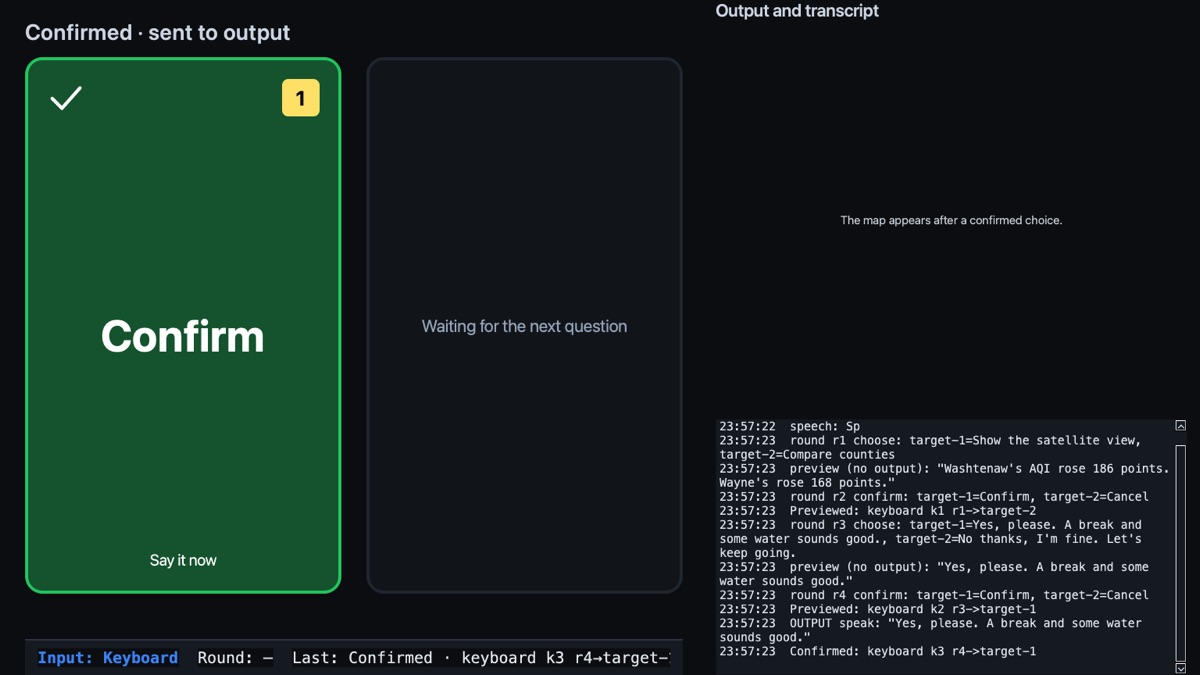 Confirmed · sent to output
1
Confirm
Say it now
Waiting for the next question
Input: Keyboard Round: — Last: Confirmed · keyboard k3 r4→target-
Output and transcript
The map appears after a confirmed choice.
23:57:22 speech: Sp
23:57:23 round r1 choose: target-1=Show the satellite view,
target-2=Compare counties
23:57:23 preview (no output): "Washtenaw's AQI rose 186 points.
Wayne's rose 168 points."
23:57:23 round r2 confirm: target-1=Confirm, target-2=Cancel
23:57:23 Previewed: keyboard k1 r1->target-2
23:57:23 round r3 choose: target-1=Yes, please. A break and
some water sounds good., target-2=No thanks, I'm fine. Let's
keep going.
23:57:23 preview (no output): "Yes, please. A break and some
water sounds good."
23:57:23 round r4 confirm: target-1=Confirm, target-2=Cancel
23:57:23 Previewed: keyboard k2 r3->target-1
23:57:23 OUTPUT speak: "Yes, please. A break and some water
sounds good."
23:57:23 Confirmed: keyboard k3 r4->target-1